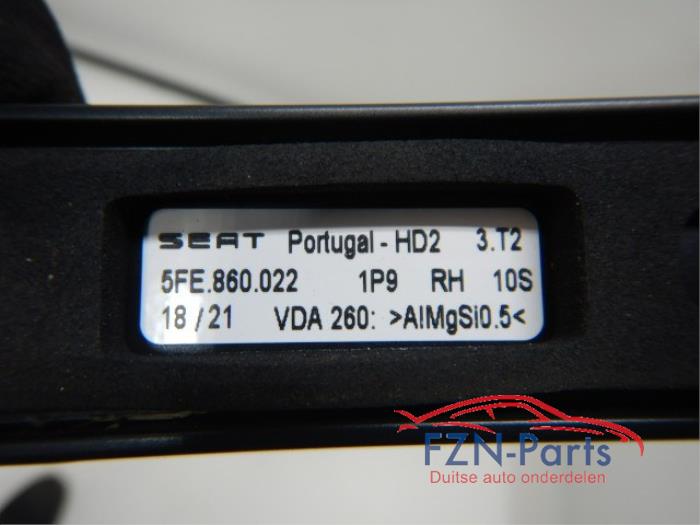 SEAT Portugal - HD2 3.T2
5FE.860.022 1P9 RH 10S
18 / 21 VDA 260: >AlMgSi0.5<
FZN-Parts
Duitse auto onderdelen